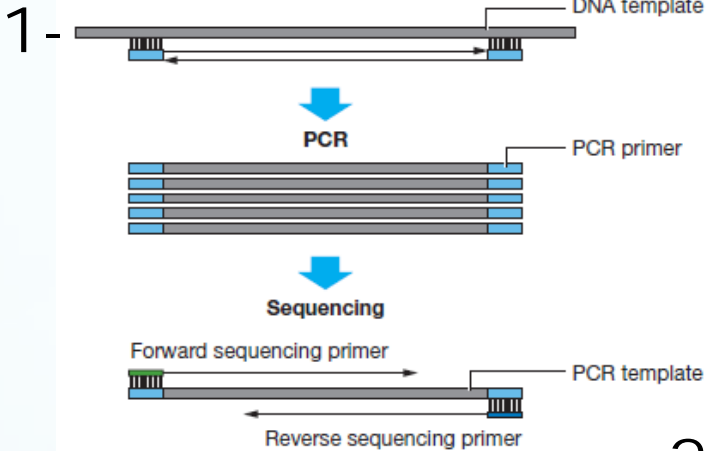 1-
DNA template
PCR
PCR primer
Sequencing
Forward sequencing primer
PCR template
Reverse sequencing primer